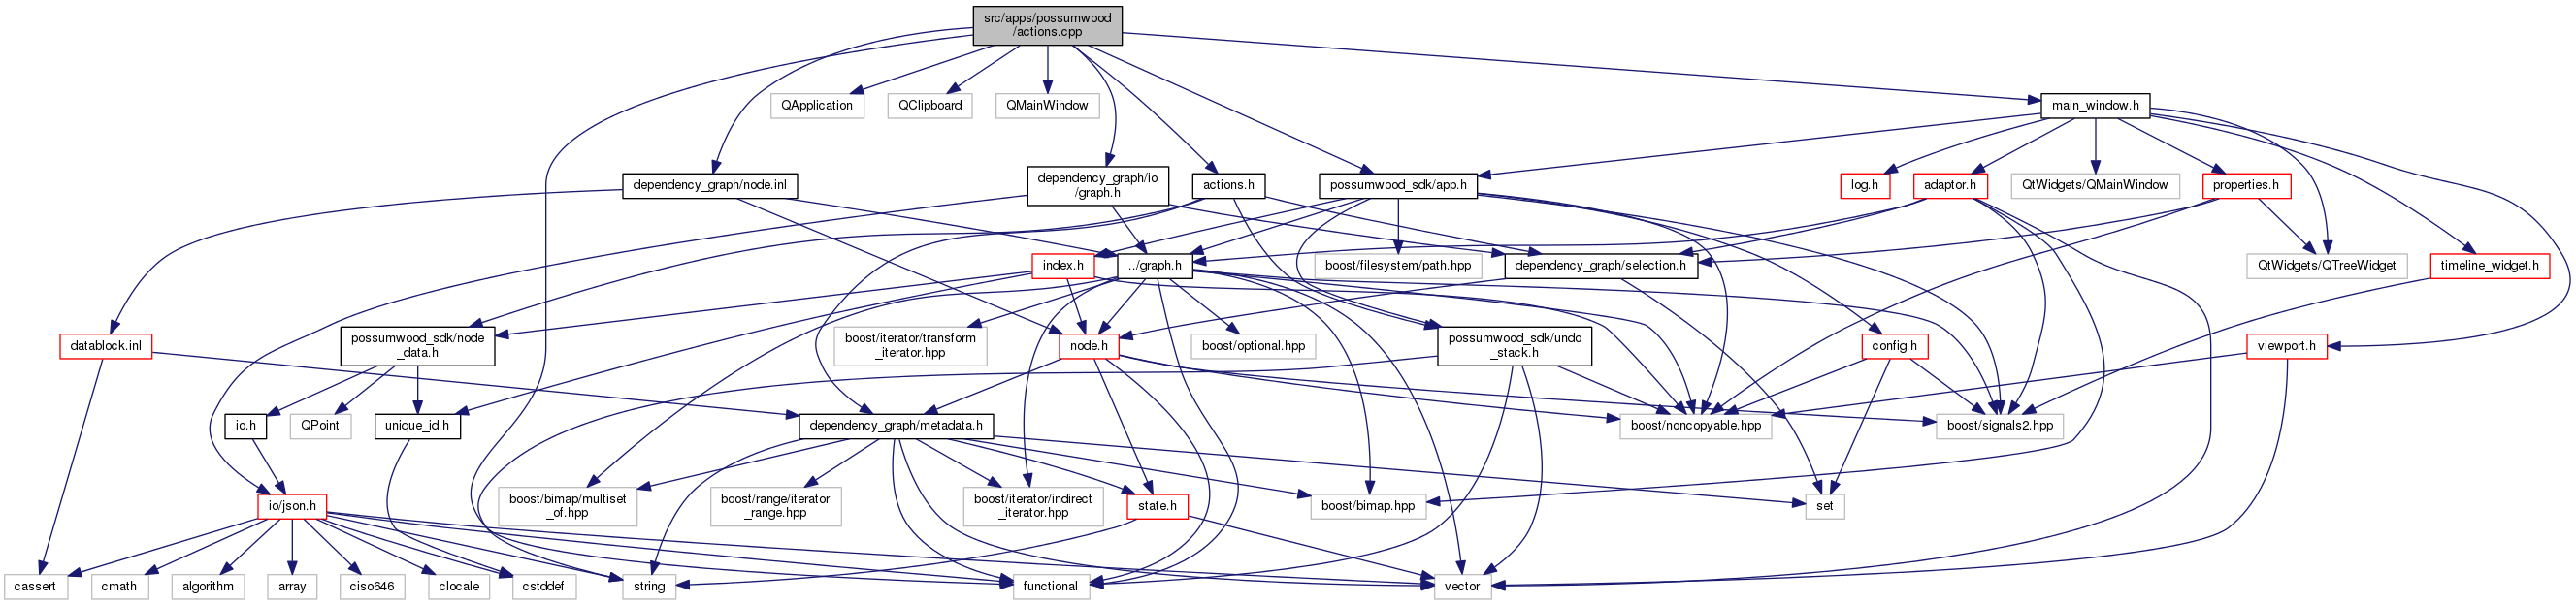 src/apps/possumwood
/actions.cpp
QApplication
QClipboard
QMainWindow
main_window.h
dependency_graph/node.inl
dependency_graph/io
/graph.h
actions.h
possumwood_sdk/app.h
log.h
adaptor.h
QtWidgets/QMainWindow
properties.h
index.h
../graph.h
boost/filesystem/path.hpp
dependency_graph/selection.h
QtWidgets/QTreeWidget
timeline_widget.h
datablock.inl
possumwood_sdk/node
_data.h
boost/iterator/transform
_iterator.hpp
node.h
boost/optional.hpp
possumwood_sdk/undo
_stack.h
config.h
viewport.h
io.h
QPoint
unique_id.h
dependency_graph/metadata.h
boost/noncopyable.hpp
boost/signals2.hpp
io/json.h
boost/bimap/multiset
_of.hpp
boost/range/iterator
_range.hpp
boost/iterator/indirect
_iterator.hpp
state.h
boost/bimap.hpp
set
cassert
cmath
algorithm
array
ciso646
clocale
cstddef
string
functional
vector